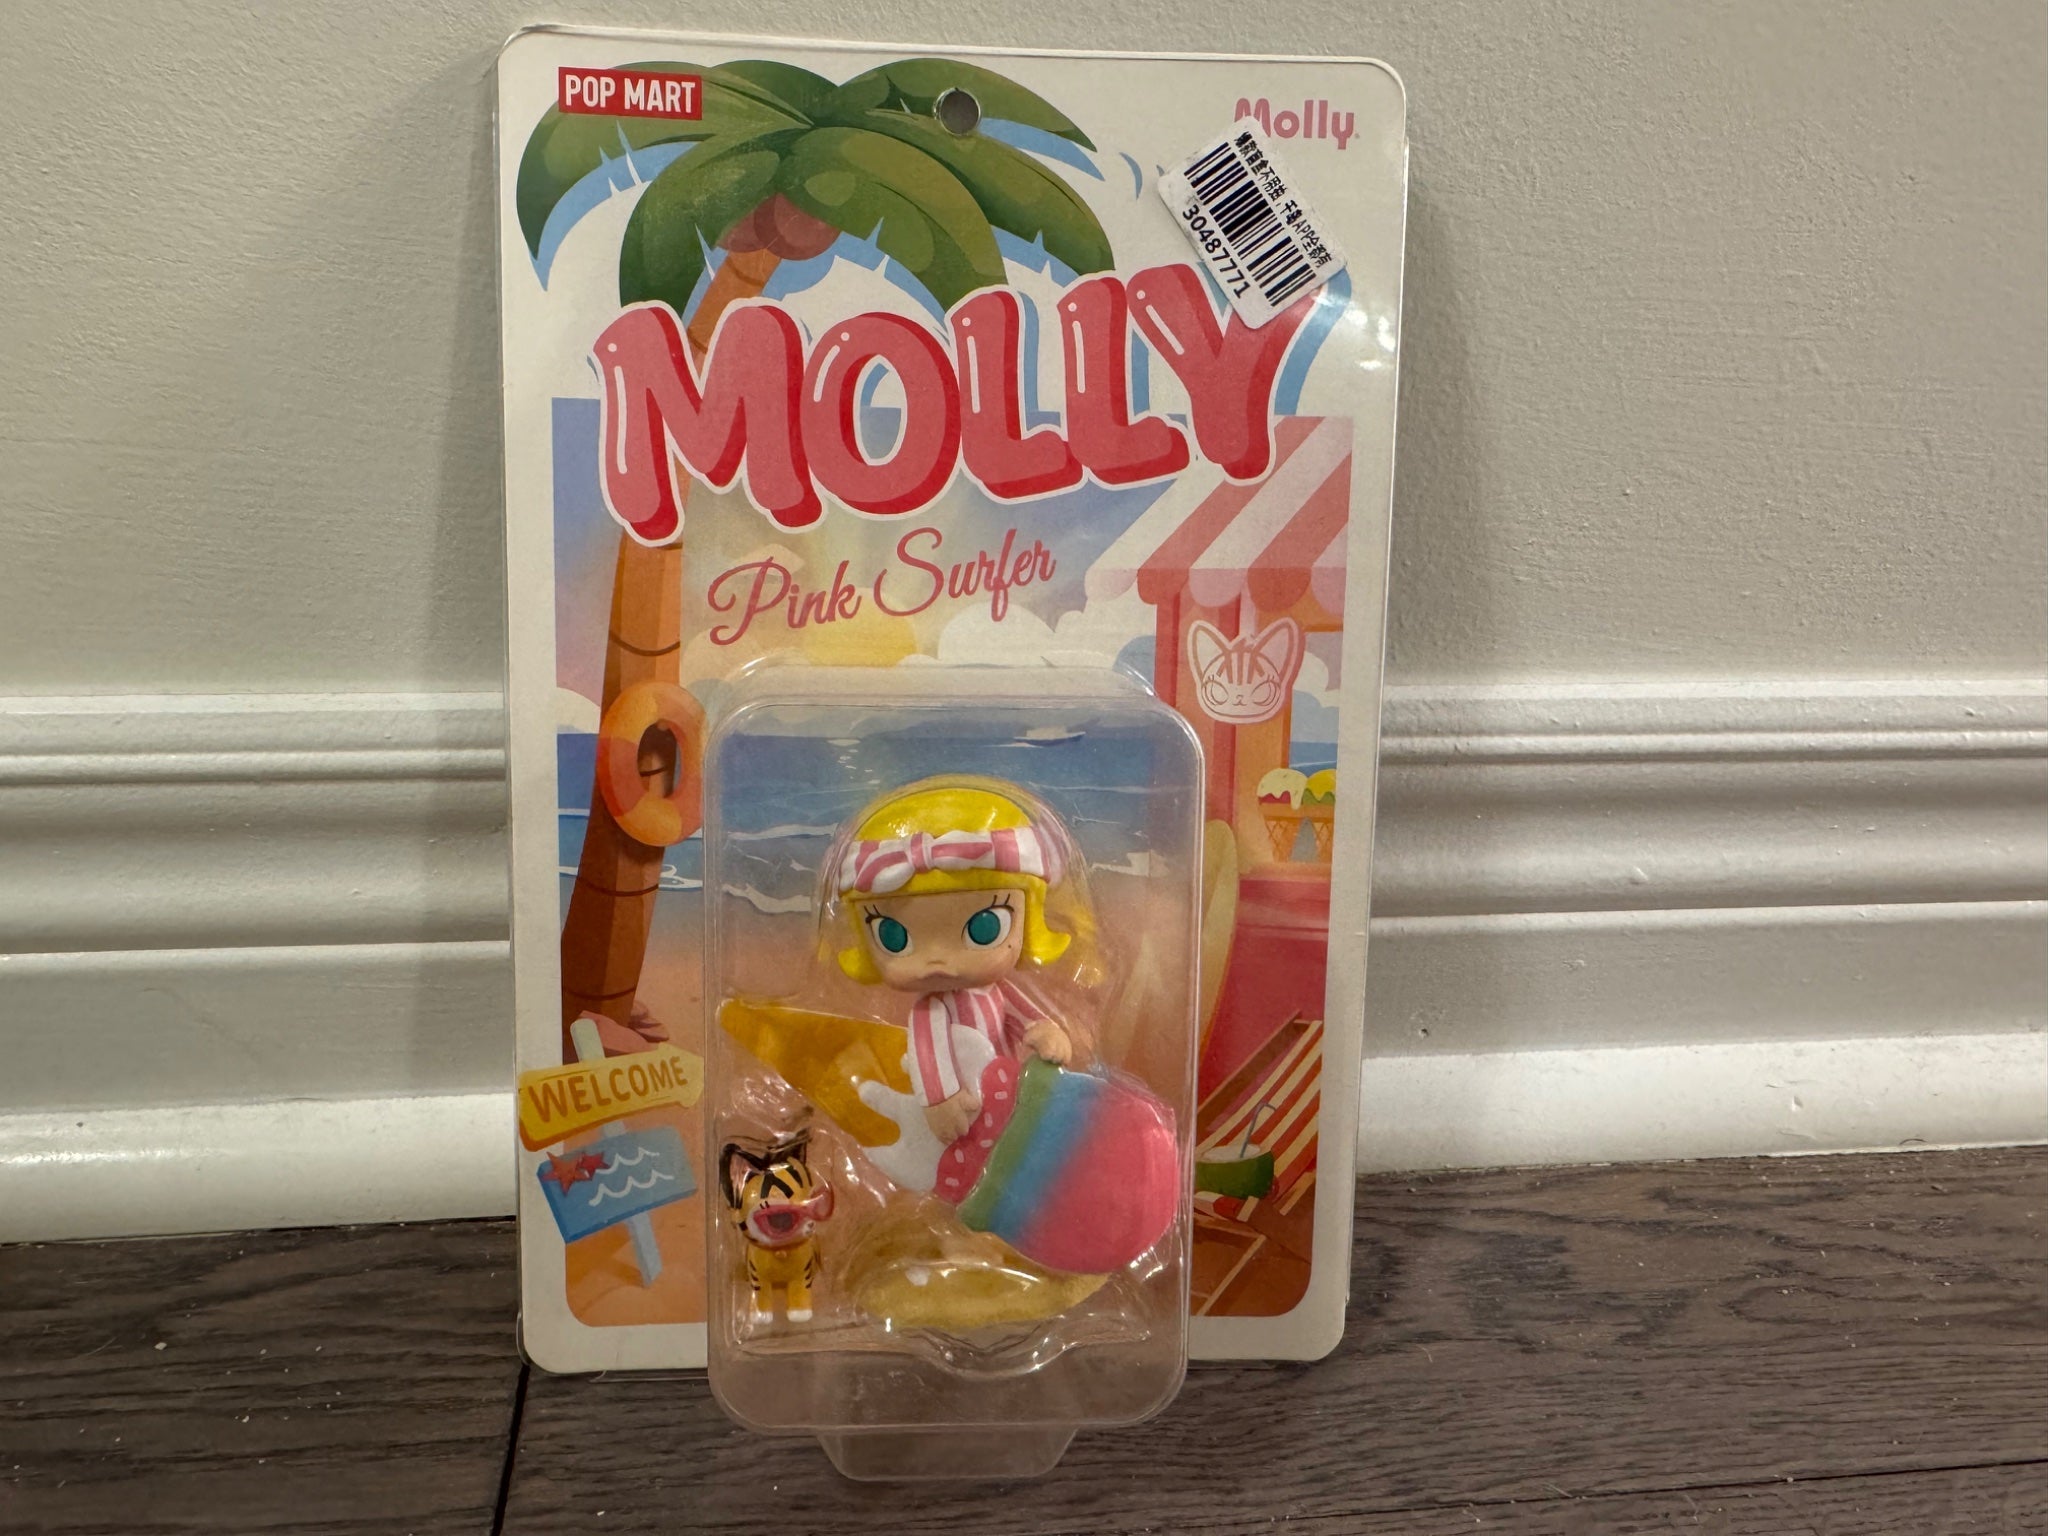 POP MART
Molly
30487771
MOLLY
Pink Surfer
WELCOME